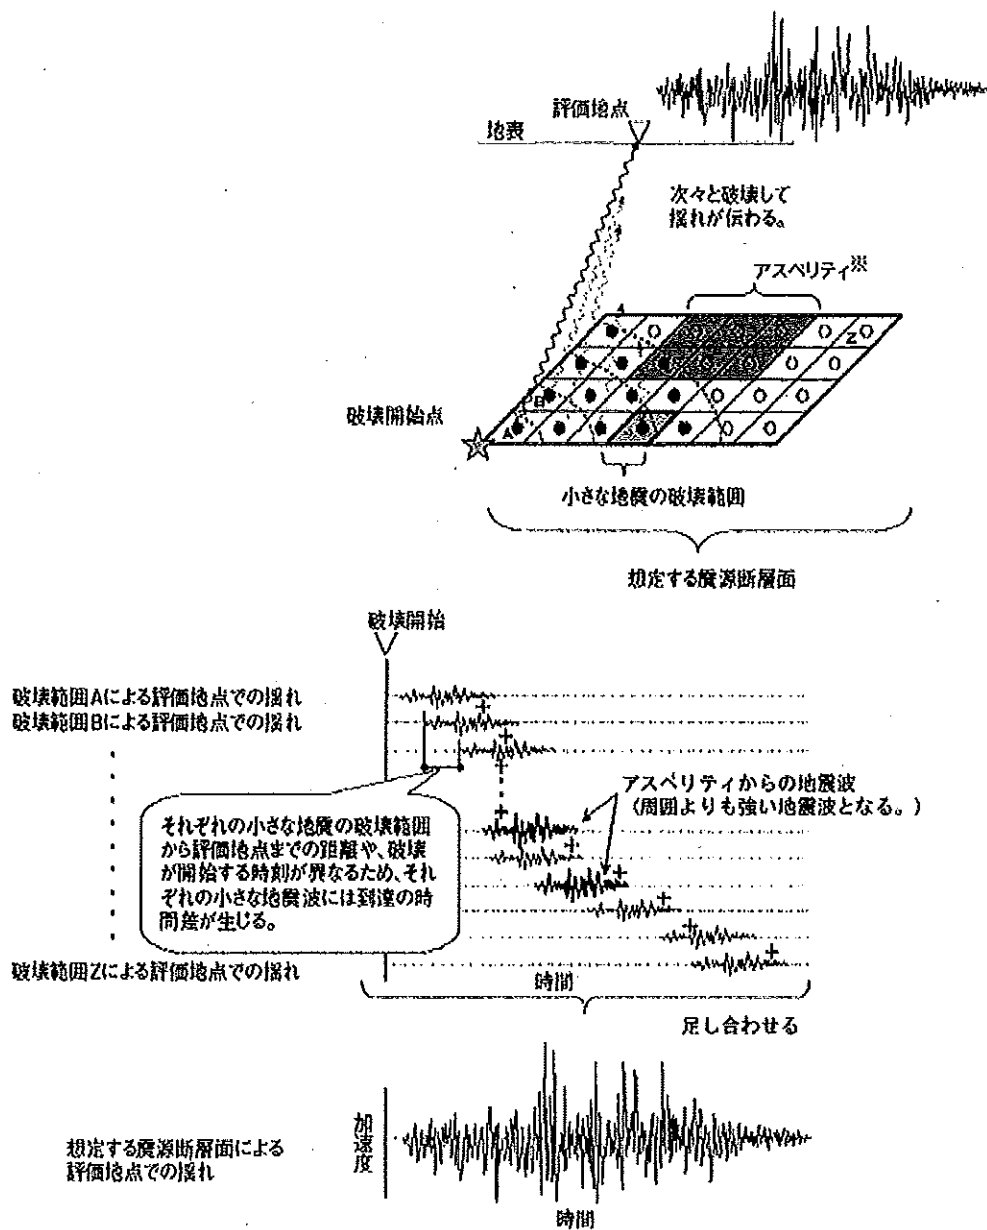 評価地点
地表
次々と破壊して
揺れが伝わる。
アスペリティ※
Z
B
A
破壊開始点
小さな地震の破壊範囲
想定する震源断層面
破壊開始
破壊範囲Aによる評価地点での揺れ
破壊範囲Bによる評価地点での揺れ
アスペリティからの地震波
(周囲よりも強い地震波となる。)
それぞれの小さな地震の破壊範囲
から評価地点までの距離や、破壊
が開始する時刻が異なるため、それ
ぞれの小さな地震波には到達の時
間差が生じる。
破壊範囲Zによる評価地点での揺れ
時間
足し合わせる
加速度
想定する震源断層面による
評価地点での揺れ
時間